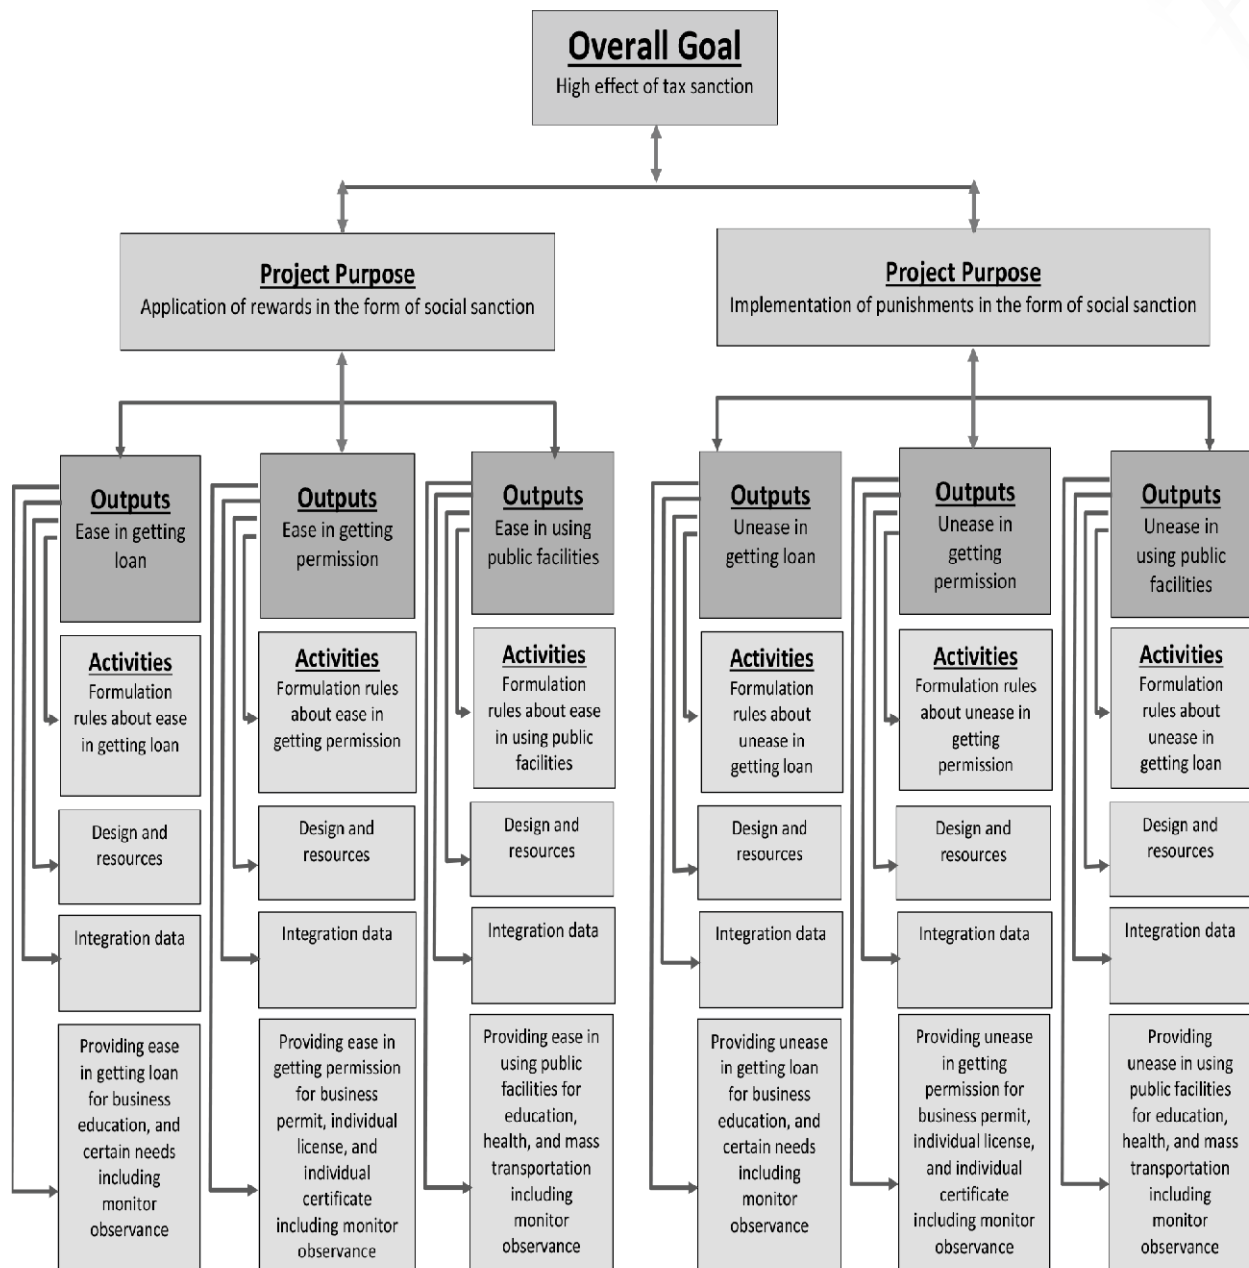 Overall Goal
High effect of tax sanction
Project Purpose
Application of rewards in the form of social sanction
Project Purpose
Implementation of punishments in the form of social sanction
Outputs
Ease in getting
loan
Outputs
Ease in getting
permission
Outputs
Ease in using
public facilities
Outputs
Unease in
getting loan
Outputs
Unease in
getting
permission
Outputs
Unease in
using public
facilities
Activities
Formulation
rules about ease
in getting loan
Activities
Formulation rules
about ease in
getting permission
Activities
Formulation
rules about ease
in using public
facilities
Activities
Formulation
rules about
unease in
getting loan
Activities
Formulation rules
about unease in
getting
permission
Activities
Formulation
rules about
unease in
getting loan
Design and
resources
Design and
resources
Design and
resources
Design and
resources
Design and
resources
Design and
resources
Integration data
Integration data
Integration data
Integration data
Integration data
Integration data
Providing ease
in getting loan
for business
education, and
certain needs
including
monitor
observance
Providing ease in
getting permission
for business
permit, individual
license, and
individual
certificate
including monitor
observance
Providing ease in
using public
facilities for
education,
health, and mass
transportation
including
monitor
observance
Providing unease
in getting loan
for business
education, and
certain needs
including
monitor
observance
Providing unease
in getting
permission for
business permit,
individual license,
and individual
certificate
including monitor
observance
Providing
unease in using
public facilities
for education,
health, and mass
transportation
including
monitor
observance